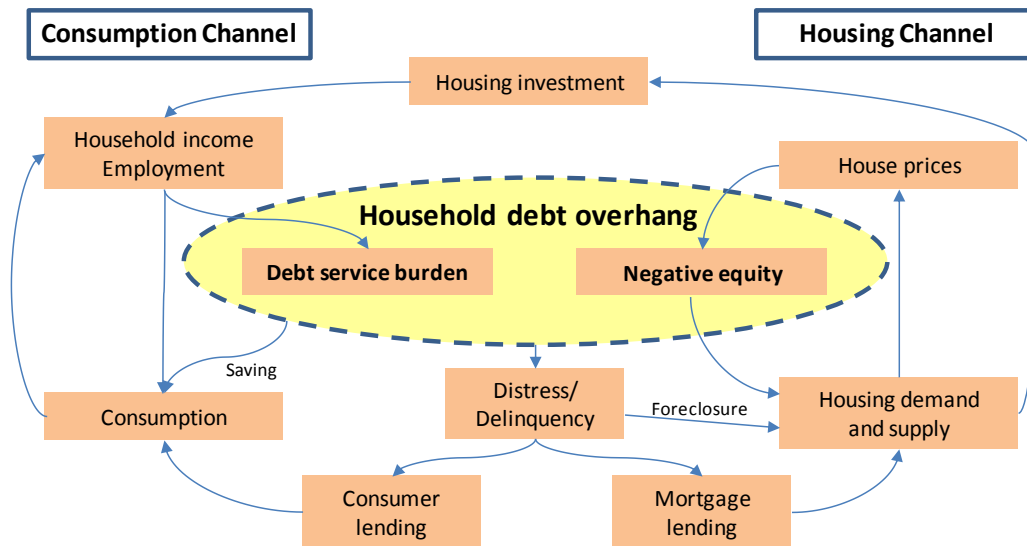 Consumption Channel
Housing Channel
Housing investment
Household income
Employment
House prices
Household debt overhang
Debt service burden
Negative equity
Saving
Distress/
Delinquency
Foreclosure
Consumption
Housing demand
and supply
Consumer
lending
Mortgage
lending